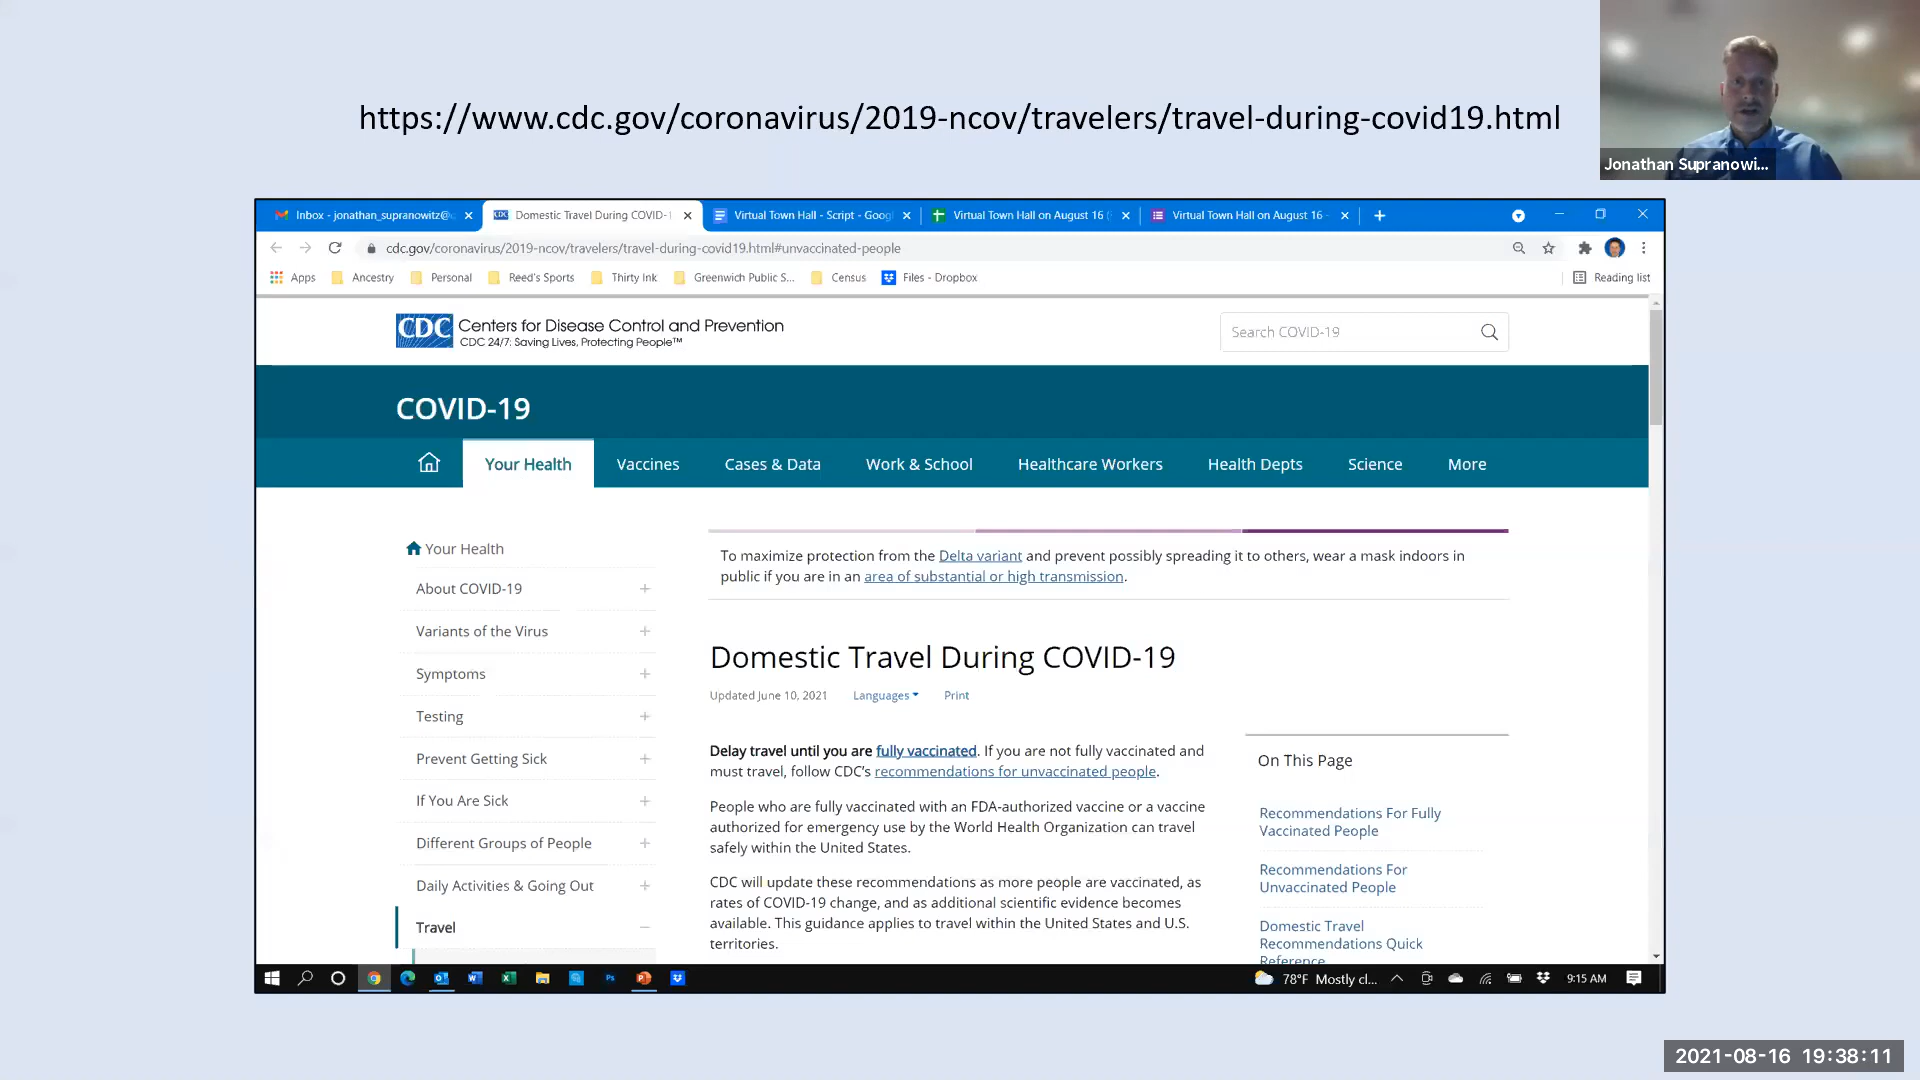 https://www.cdc.gov/coronavirus/2019-ncov/travelers/travel-during-covid19.html
Jonathan Supranowi...
Inbox - jonathan_supranowitz@
Domestic Travel During COVID-1
Virtual Town Hall - Script - Goog
Virtual Town Hall on August 16 (
Virtual Town Hall on August 16 -
cdc.gov/coronavirus/2019-ncov/travelers/travel-during-covid19.html#unvaccinated-people
Apps
Ancestry
Personal
Reed's Sports
Thirty Ink
Greenwich Public S...
Census
Files - Dropbox
Reading list
CDC
Centers for Disease Control and Prevention
CDC 24/7: Saving Lives, Protecting People™
Search COVID-19
COVID-19
Your Health
Vaccines
Cases & Data
Work & School
Healthcare Workers
Health Depts
Science
More
Your Health
About COVID-19
Variants of the Virus
Symptoms
Testing
Prevent Getting Sick
If You Are Sick
Different Groups of People
Daily Activities & Going Out
Travel
To maximize protection from the Delta variant and prevent possibly spreading it to others, wear a mask indoors in
public if you are in an area of substantial or high transmission.
Domestic Travel During COVID-19
Updated June 10, 2021
Languages
Print
Delay travel until you are fully vaccinated. If you are not fully vaccinated and
must travel, follow CDC's recommendations for unvaccinated people.
People who are fully vaccinated with an FDA-authorized vaccine or a vaccine
authorized for emergency use by the World Health Organization can travel
safely within the United States.
CDC will update these recommendations as more people are vaccinated, as
rates of COVID-19 change, and as additional scientific evidence becomes
available. This guidance applies to travel within the United States and U.S.
territories.
On This Page
Recommendations For Fully
Vaccinated People
Recommendations For
Unvaccinated People
Domestic Travel
Recommendations Quick
Reference
78°F Mostly cl...
9:15 AM
2021-08-16 19:38:11